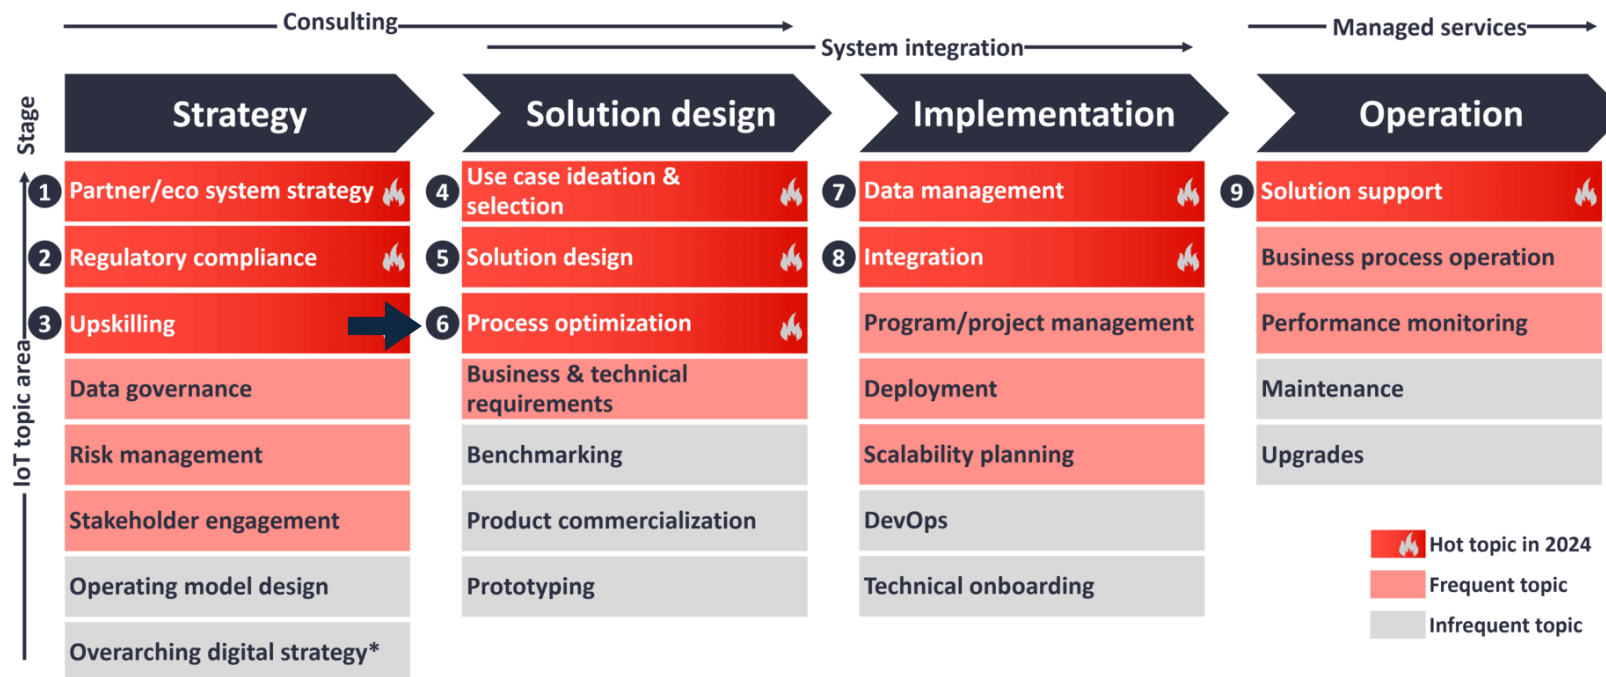 Consulting
System integration
Managed services
Stage
Strategy
Solution design
Implementation
Operation
IoT topic area
1 Partner/eco system strategy
2 Regulatory compliance
3 Upskilling
Data governance
Risk management
Stakeholder engagement
Operating model design
Overarching digital strategy*
4 Use case ideation &
selection
5 Solution design
6 Process optimization
Business & technical
requirements
Benchmarking
Product commercialization
Prototyping
7 Data management
8 Integration
Program/project management
Deployment
Scalability planning
DevOps
Technical onboarding
9 Solution support
Business process operation
Performance monitoring
Maintenance
Upgrades
Hot topic in 2024
Frequent topic
Infrequent topic